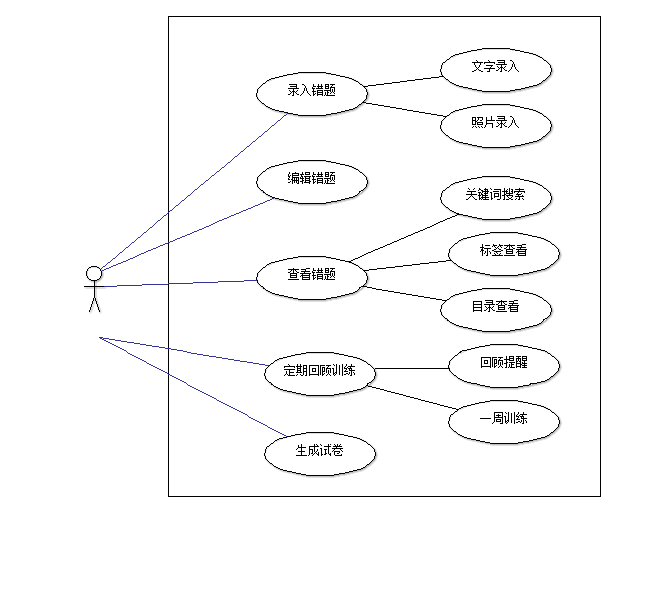 文字录入
录入错题
照片录入
编辑错题
关键词搜索
标签查看
查看错题
目录查看
回顾提醒
定期回顾训练
一周训练
生成试卷